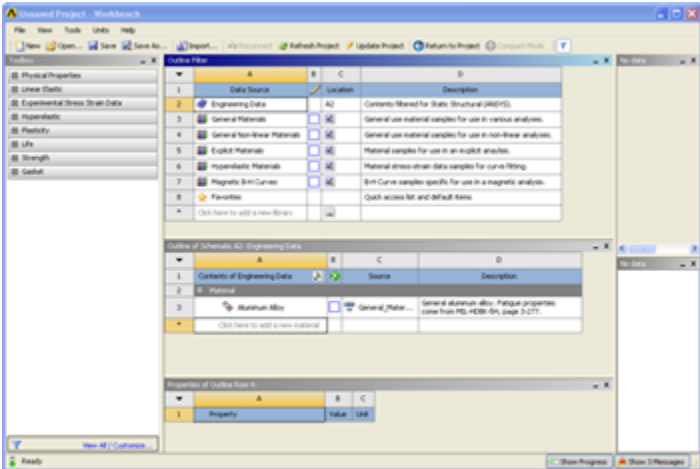 Unsaved Project - Workbench
File View Tools Units Help
New Open... Save Save As... Import... Reconnect Refresh Project Update Project Return to Project Compact Mode
Toolbox
Physical Properties
Linear Elastic
Experimental Stress Strain Data
Hyperelastic
Plasticity
Life
Strength
Gasket
View All / Customize...
Outline Filter
A B C D
1 Data Source Location Description
2 Engineering Data A2 Contents filtered for Static Structural (ANSYS).
3 General Materials General use material samples for use in various analyses.
4 General Non-linear Materials General use material samples for use in non-linear analyses.
5 Explicit Materials Material samples for use in an explicit anaylsis.
6 Hyperelastic Materials Material stress-strain data samples for curve fitting.
7 Magnetic B-H Curves B-H Curve samples specific for use in a magnetic analysis.
8 Favorites Quick access list and default items
* Click here to add a new library
Outline of Schematic A2: Engineering Data
A B C D
1 Contents of Engineering Data Source Description
2 Material
3 Aluminum Alloy General_Mater... General aluminum alloy. Fatigue properties
come from MIL-HDBK-5H, page 3-277.
* Click here to add a new material
Properties of Outline Row 4:
A B C
1 Property Value Unit
No data
No data
Ready
Show Progress Show 3 Messages